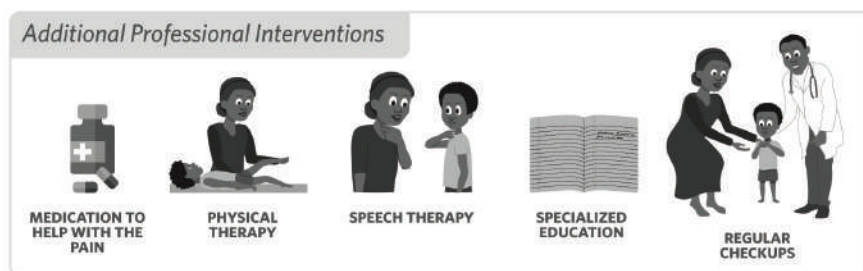 Additional Professional Interventions
MEDICATION TO
HELP WITH THE
PAIN
PHYSICAL
THERAPY
SPEECH THERAPY
SPECIALIZED
EDUCATION
REGULAR
CHECKUPS